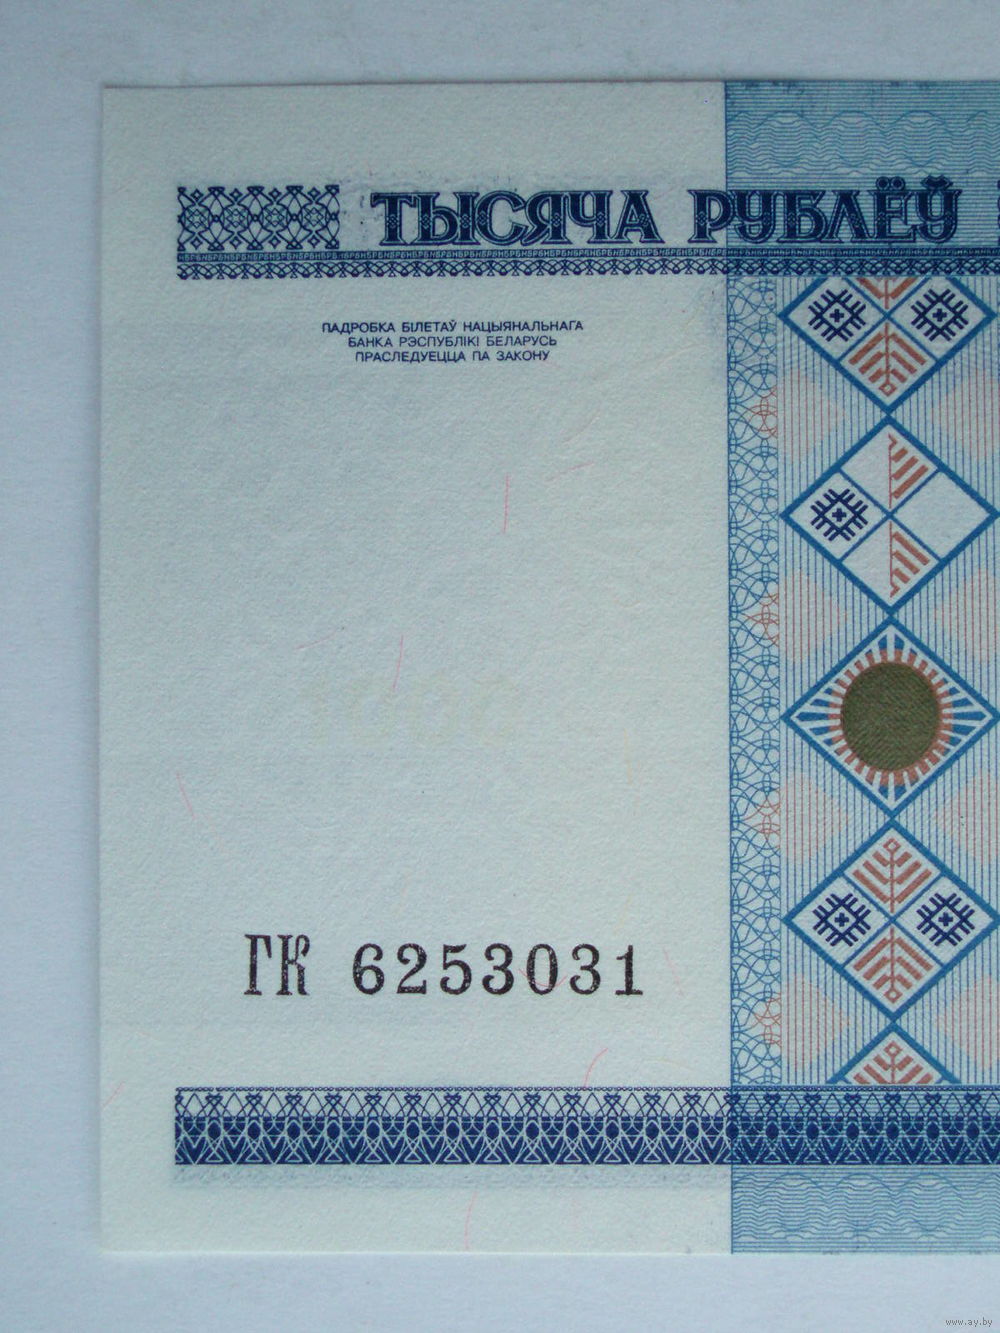 ТЫСЯЧА РУБЛЁЎ
ПАДРОБКА БІЛЕТАЎ НАЦЫЯНАЛЬНАГА
БАНКА РЭСПУБЛІКІ БЕЛАРУСЬ
ПРАСЛЕДУЕЦЦА ПА ЗАКОНУ
ГК 6253031
www.ay.by